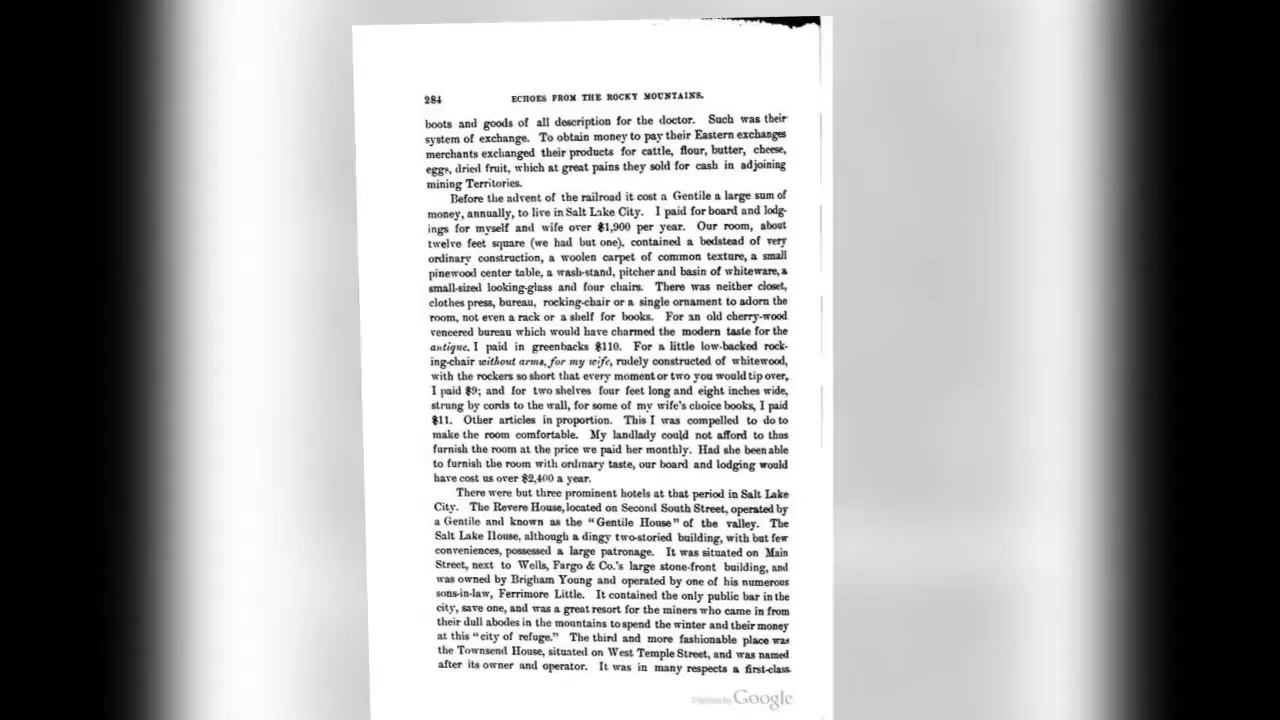 284 ECHOES FROM THE ROCKY MOUNTAINS.
boots and goods of all description for the doctor. Such was their
system of exchange. To obtain money to pay their Eastern exchanges
merchants exchanged their products for cattle, flour, butter, cheese,
eggs, dried fruit, which at great pains they sold for cash in adjoining
mining Territories.
Before the advent of the railroad it cost a Gentile a large sum of
money, annually, to live in Salt Lake City. I paid for board and lodg-
ings for myself and wife over $1,900 per year. Our room, about
twelve feet square (we had but one), contained a bedstead of very
ordinary construction, a woolen carpet of common texture, a small
pinewood center table, a wash-stand, pitcher and basin of whiteware, a
small-sized looking-glass and four chairs. There was neither closet,
clothes press, bureau, rocking-chair or a single ornament to adorn the
room, not even a rack or a shelf for books. For an old cherry-wood
veneered bureau which would have charmed the modern taste for the
antique, I paid in greenbacks $110. For a little low-backed rock-
ing-chair without arms, for my wife, rudely constructed of whitewood,
with the rockers so short that every moment or two you would tip over,
I paid $9; and for two shelves four feet long and eight inches wide,
strung by cords to the wall, for some of my wife's choice books, I paid
$11. Other articles in proportion. This I was compelled to do to
make the room comfortable. My landlady could not afford to thus
furnish the room at the price we paid her monthly. Had she been able
to furnish the room with ordinary taste, our board and lodging would
have cost us over $2,400 a year.
There were but three prominent hotels at that period in Salt Lake
City. The Revere House, located on Second South Street, operated by
a Gentile and known as the "Gentile House" of the valley. The
Salt Lake House, although a dingy two-storied building, with but few
conveniences, possessed a large patronage. It was situated on Main
Street, next to Wells, Fargo & Co.'s large stone-front building, and
was owned by Brigham Young and operated by one of his numerous
sons-in-law, Ferrimore Little. It contained the only public bar in the
city, save one, and was a great resort for the miners who came in from
their dull abodes in the mountains to spend the winter and their money
at this "city of refuge." The third and more fashionable place was
the Townsend House, situated on West Temple Street, and was named
after its owner and operator. It was in many respects a first-class
Google